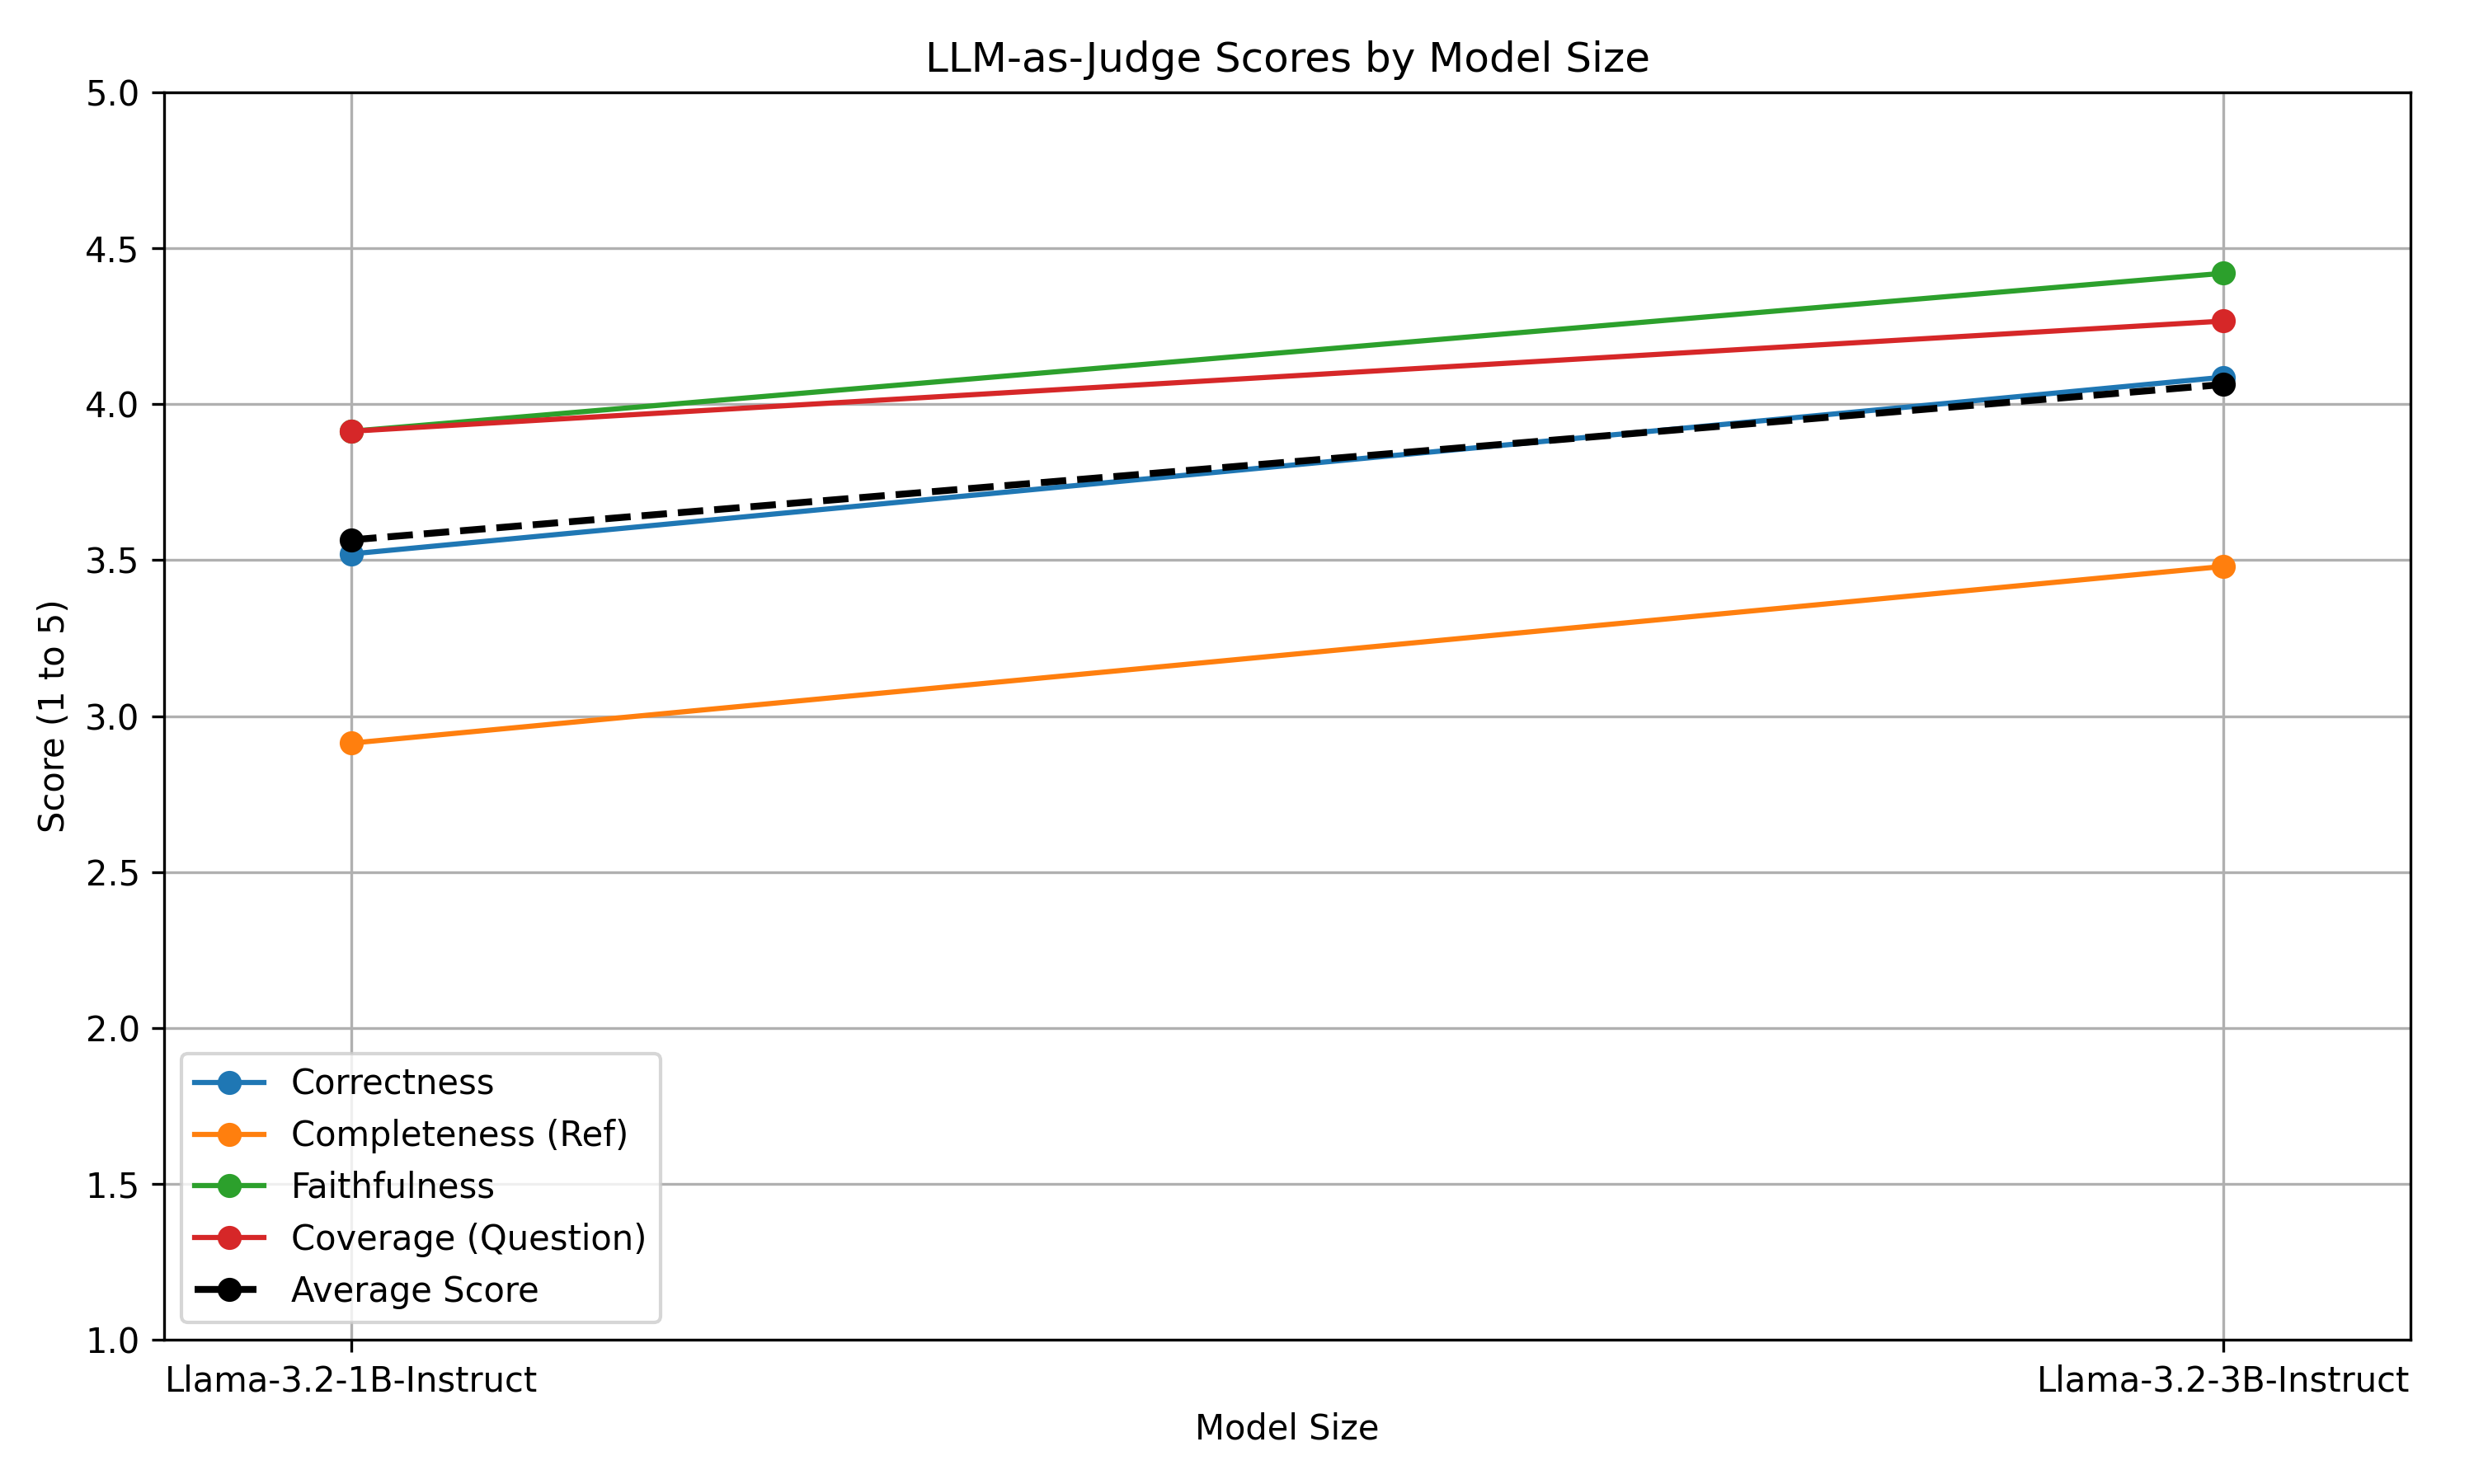 LLM-as-Judge Scores by Model Size
Score (1 to 5)
5.0
4.5
4.0
3.5
3.0
2.5
2.0
1.5
1.0
Correctness
Completeness (Ref)
Faithfulness
Coverage (Question)
Average Score
Llama-3.2-1B-Instruct
Llama-3.2-3B-Instruct
Model Size